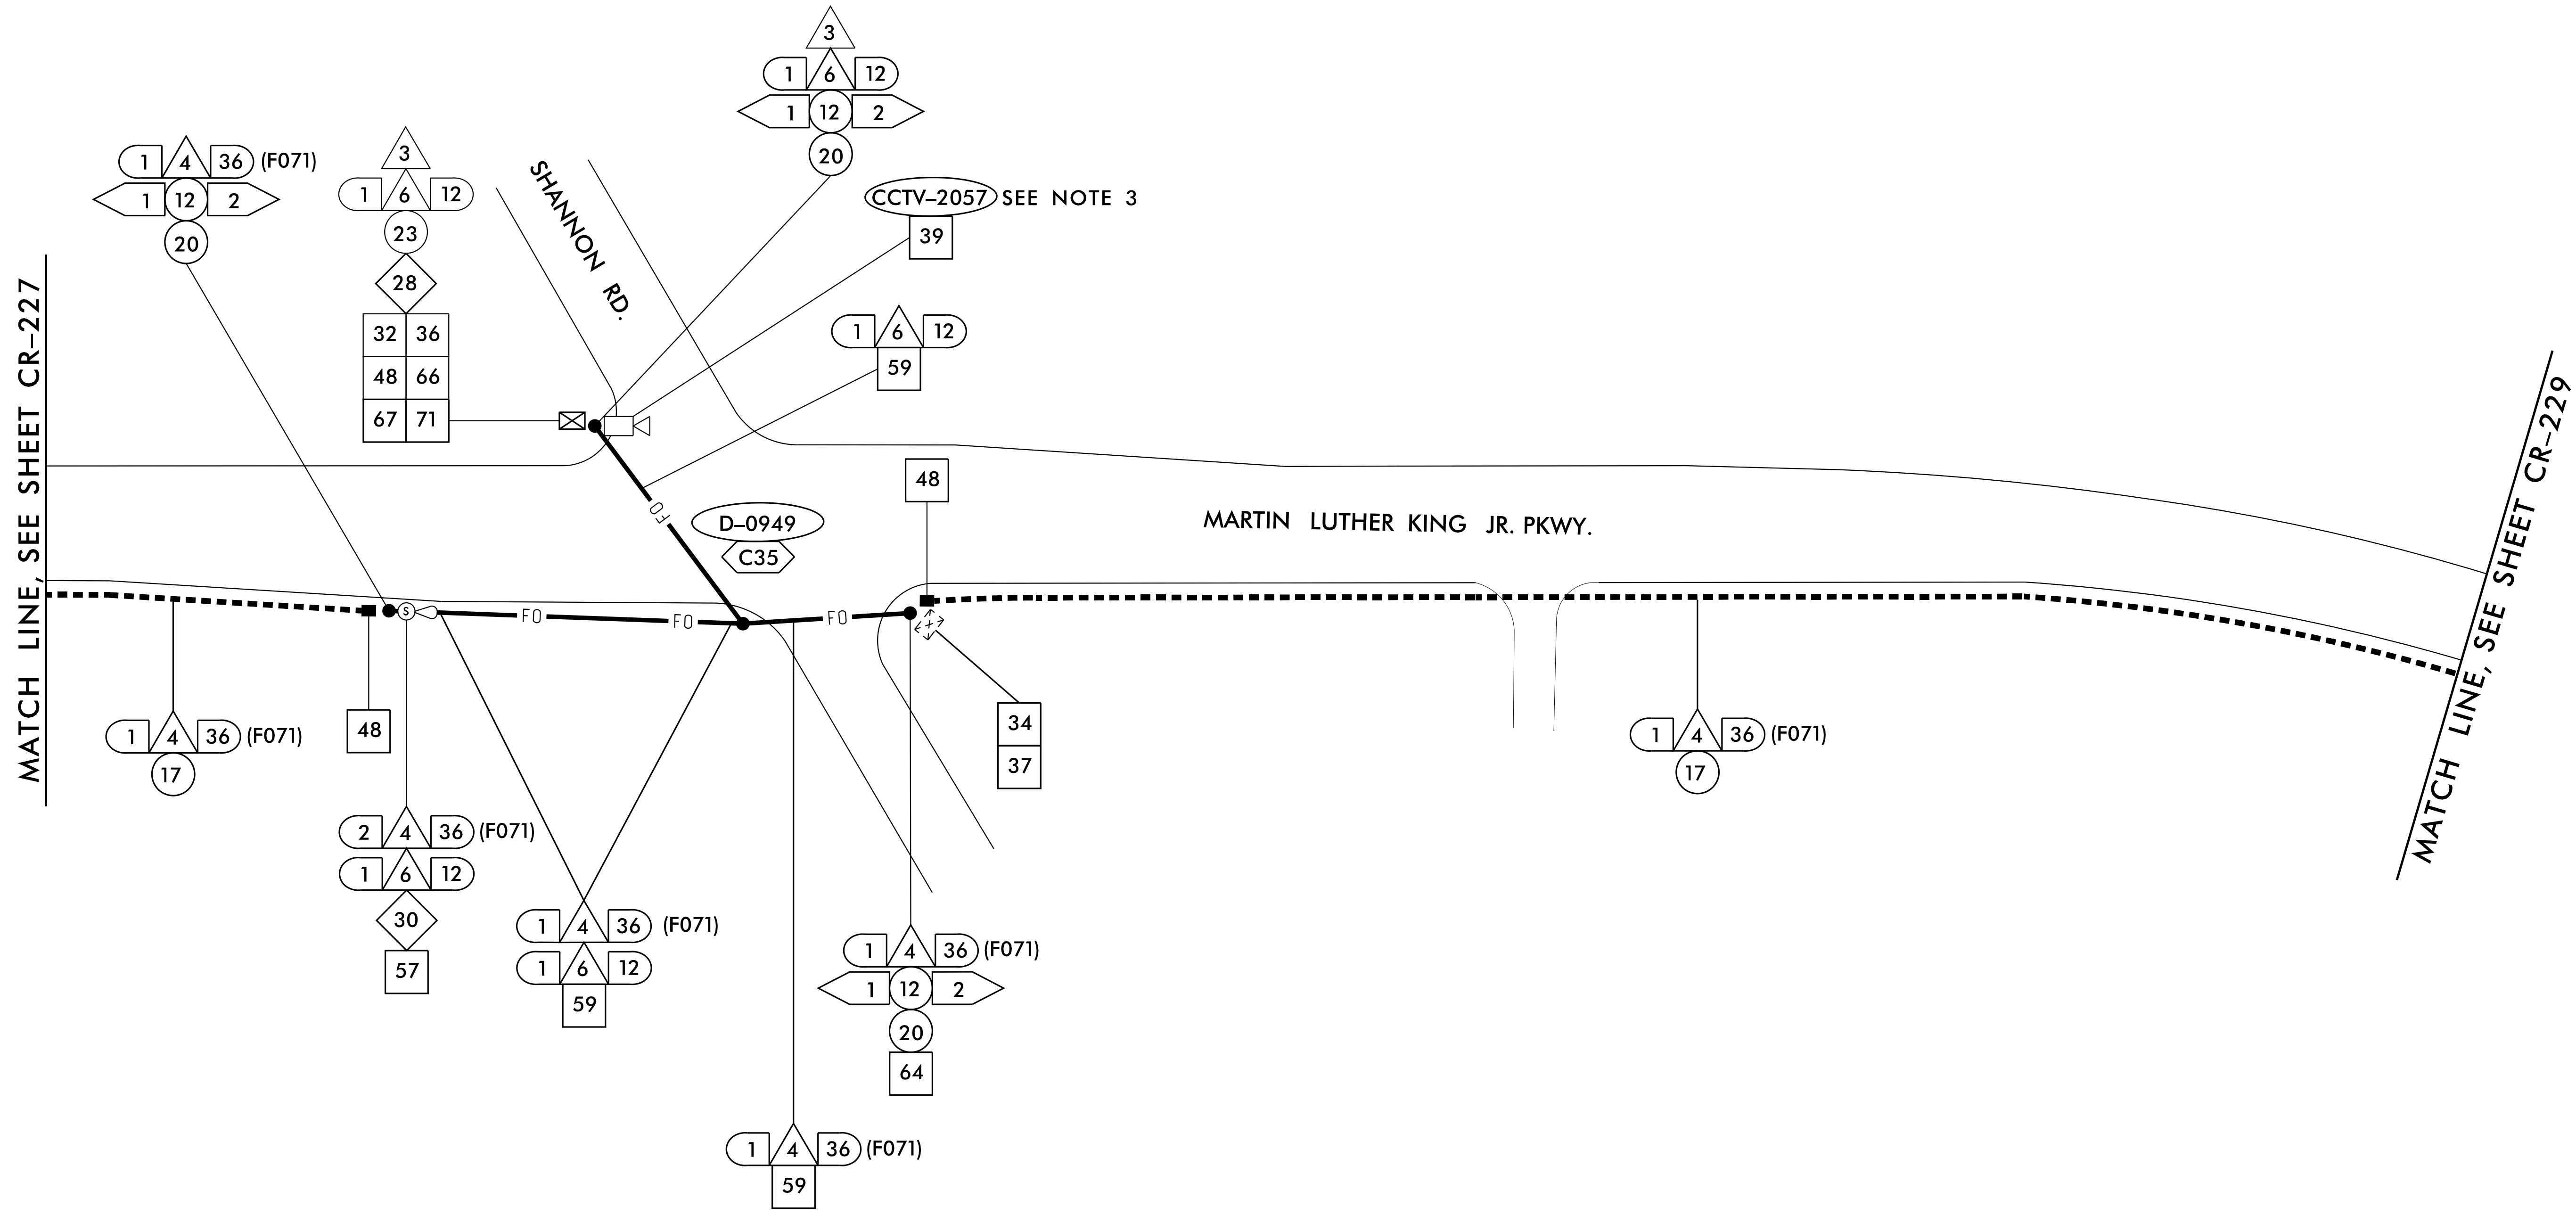 3
1 6 12
1 12 2
20
1 4 36 (F071)
1 12 2
20
3
1 6 12
23
28
32 36
48 66
67 71
SHANNON RD.
CCTV–2057 SEE NOTE 3
39
1 6 12
59
MATCH LINE, SEE SHEET CR–227
FO
D–0949
C35
48
MARTIN LUTHER KING JR. PKWY.
MATCH LINE, SEE SHEET CR–229
S
FO
FO
FO
1 4 36 (F071)
17
48
34
37
1 4 36 (F071)
17
2 4 36 (F071)
1 6 12
30
57
1 4 36 (F071)
1 6 12
59
1 4 36 (F071)
1 12 2
20
64
1 4 36 (F071)
59